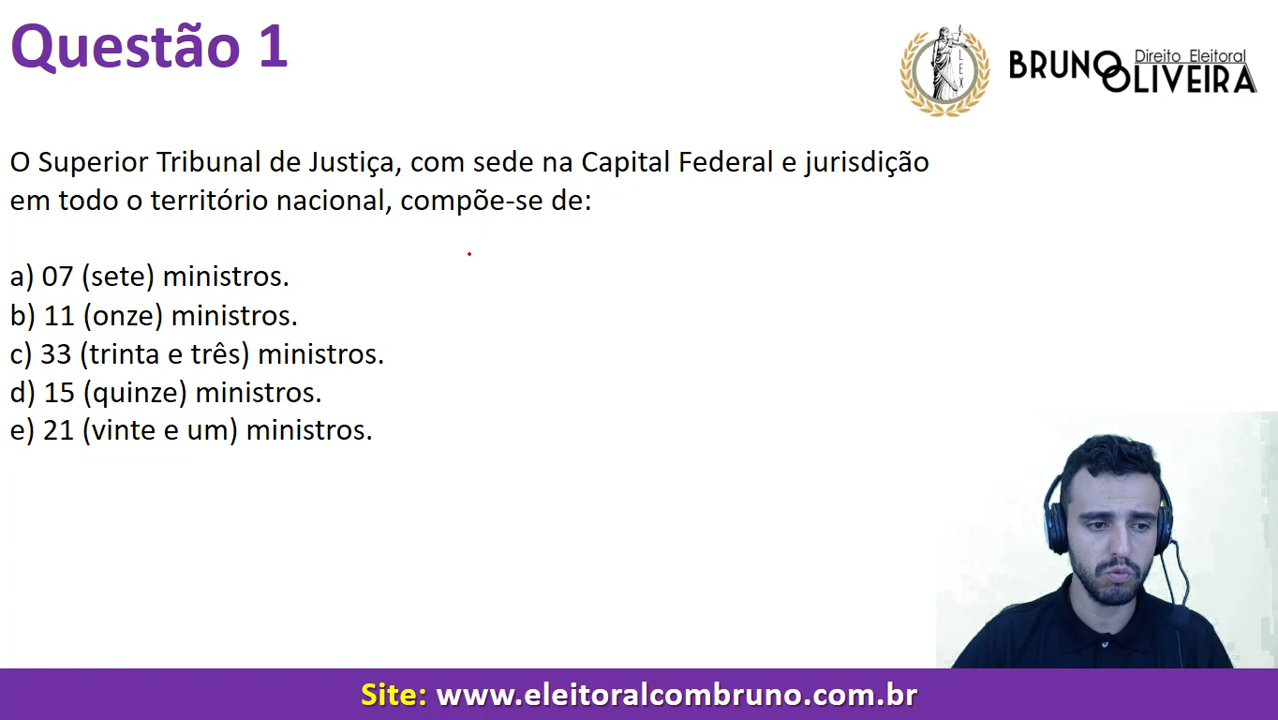 Questão 1
LEX
BRUNO OLIVEIRA
Direito Eleitoral
O Superior Tribunal de Justiça, com sede na Capital Federal e jurisdição
em todo o território nacional, compõe-se de:
a) 07 (sete) ministros.
b) 11 (onze) ministros.
c) 33 (trinta e três) ministros.
d) 15 (quinze) ministros.
e) 21 (vinte e um) ministros.
Site: www.eleitoralcombruno.com.br